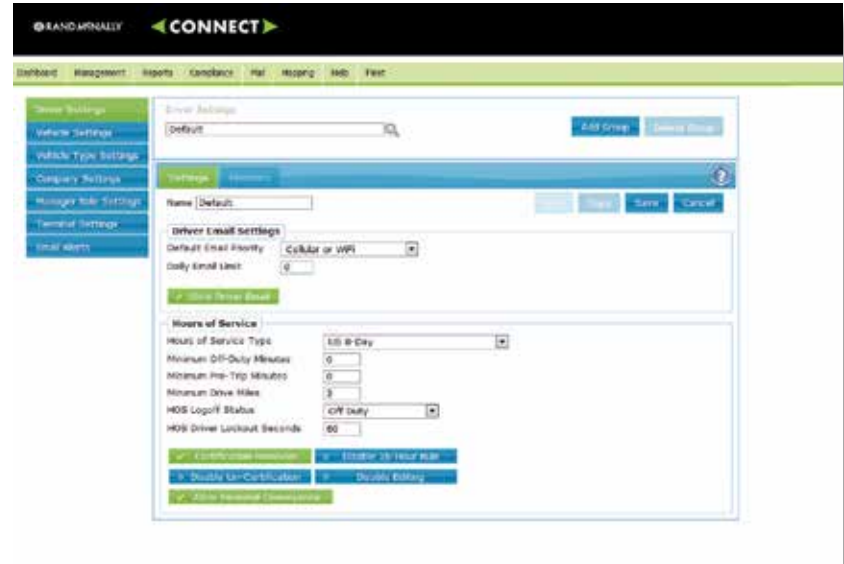 RAND MCNALLY CONNECT
Dashboard Management Reports Compliance Mail Mapping Help Fleet
Driver Settings
Vehicle Settings
Vehicle Type Settings
Company Settings
Manager Role Settings
Terminal Settings
Email Alerts
Driver Settings
Default
Add Group Delete Group
Settings Members ?
Name Default Copy Save Cancel
Driver Email Settings
Default Email Priority Cellular or WiFi
Daily Email Limit 0
Allow Driver Email
Hours of Service
Hours of Service Type US 8-Day
Minimum Off-Duty Minutes 0
Minimum Pre-Trip Minutes 0
Minimum Drive Miles 3
HOS Logoff Status Off Duty
HOS Driver Lockout Seconds 60
Certification Reminder Disable 16 Hour Rule
Disable Un-Certification Disable Editing
Allow Personal Conveyance